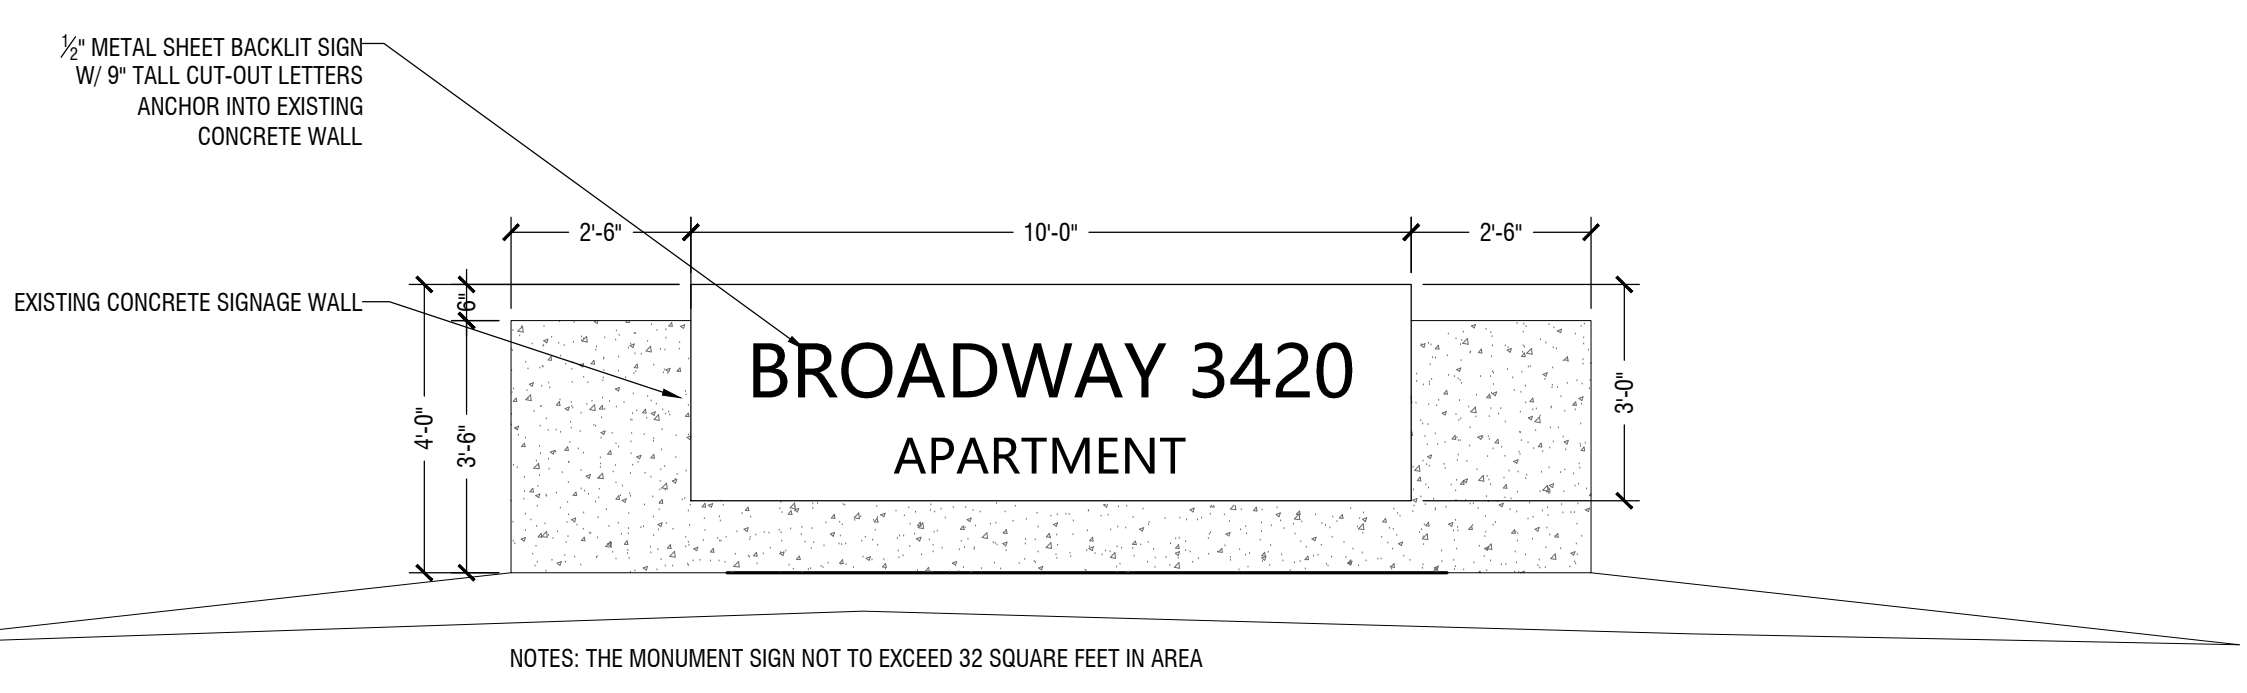 ½" METAL SHEET BACKLIT SIGN
W/ 9" TALL CUT-OUT LETTERS
ANCHOR INTO EXISTING
CONCRETE WALL
2'-6"
10'-0"
2'-6"
EXISTING CONCRETE SIGNAGE WALL
6"
4'-0"
3'-6"
BROADWAY 3420
APARTMENT
3'-0"
NOTES: THE MONUMENT SIGN NOT TO EXCEED 32 SQUARE FEET IN AREA